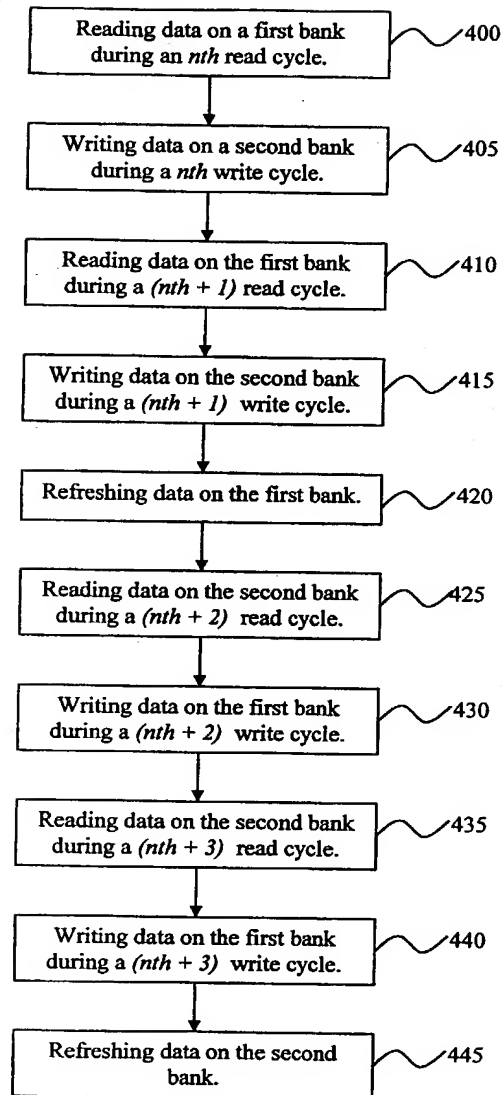 Reading data on a first bank
during an nth read cycle.
400
Writing data on a second bank
during a nth write cycle.
405
Reading data on the first bank
during a (nth + 1) read cycle.
410
Writing data on the second bank
during a (nth + 1) write cycle.
415
Refreshing data on the first bank.
420
Reading data on the second bank
during a (nth + 2) read cycle.
425
Writing data on the first bank
during a (nth + 2) write cycle.
430
Reading data on the second bank
during a (nth + 3) read cycle.
435
Writing data on the first bank
during a (nth + 3) write cycle.
440
Refreshing data on the second
bank.
445